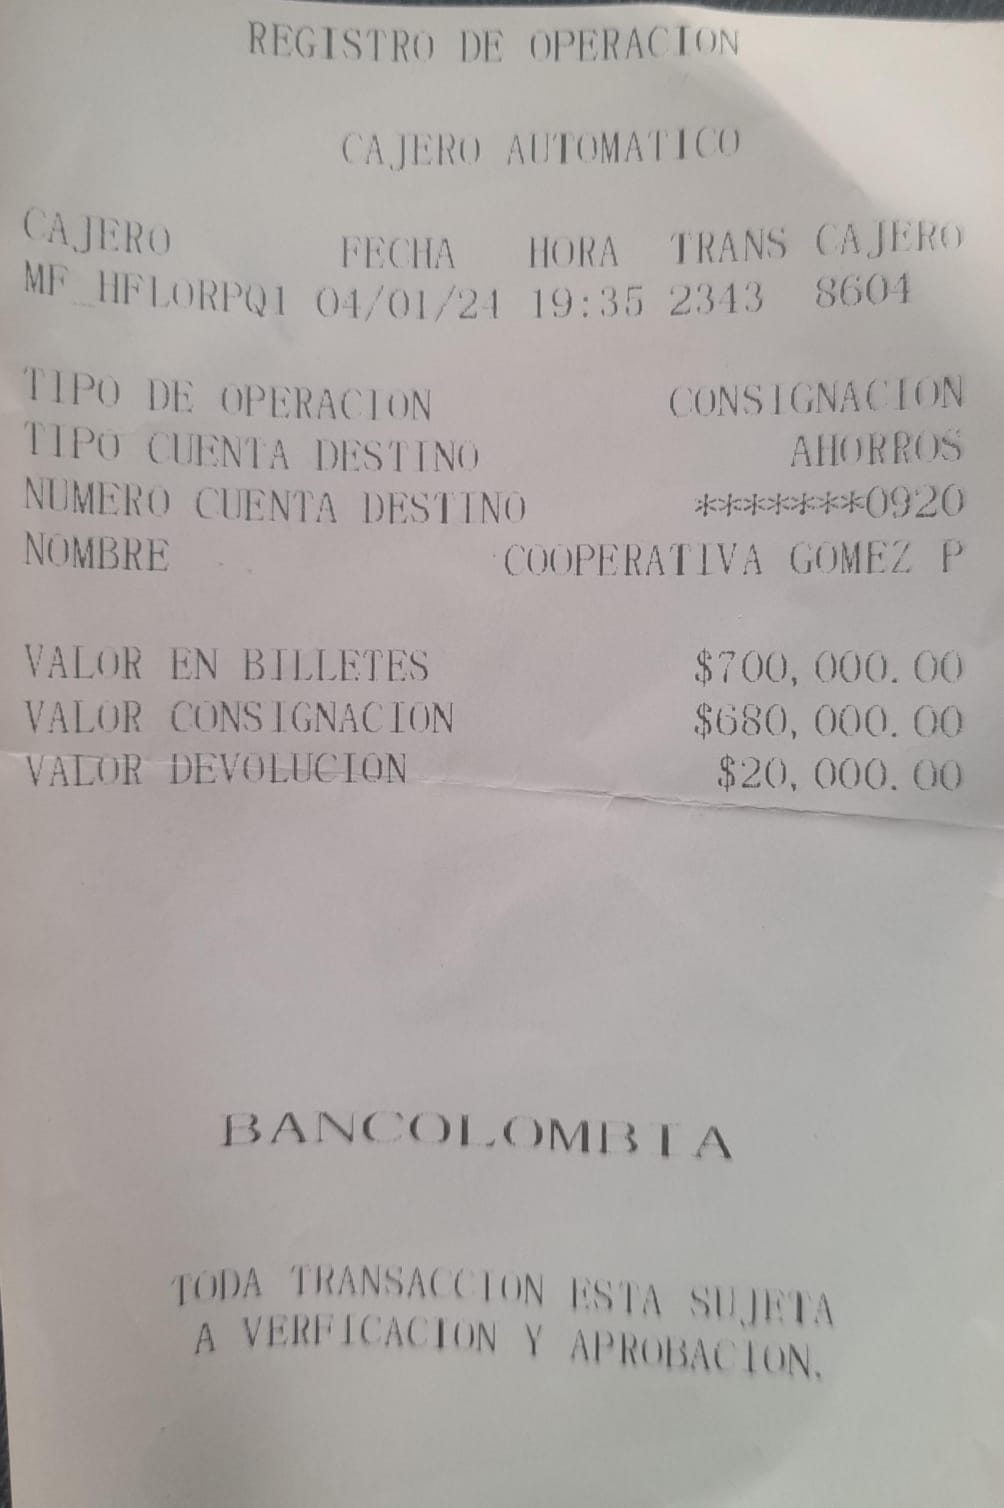 REGISTRO DE OPERACION
CAJERO AUTOMATICO
CAJERO FECHA HORA TRANS CAJERO
MF_HFLORPQ1 04/01/24 19:35 2343 8604
TIPO DE OPERACION CONSIGNACION
TIPO CUENTA DESTINO AHORROS
NUMERO CUENTA DESTINO *******0920
NOMBRE COOPERATIVA GOMEZ P
VALOR EN BILLETES $700,000.00
VALOR CONSIGNACION $680,000.00
VALOR DEVOLUCION $20,000.00
BANCOLOMBIA
TODA TRANSACCION ESTA SUJETA
A VERFICACION Y APROBACION.